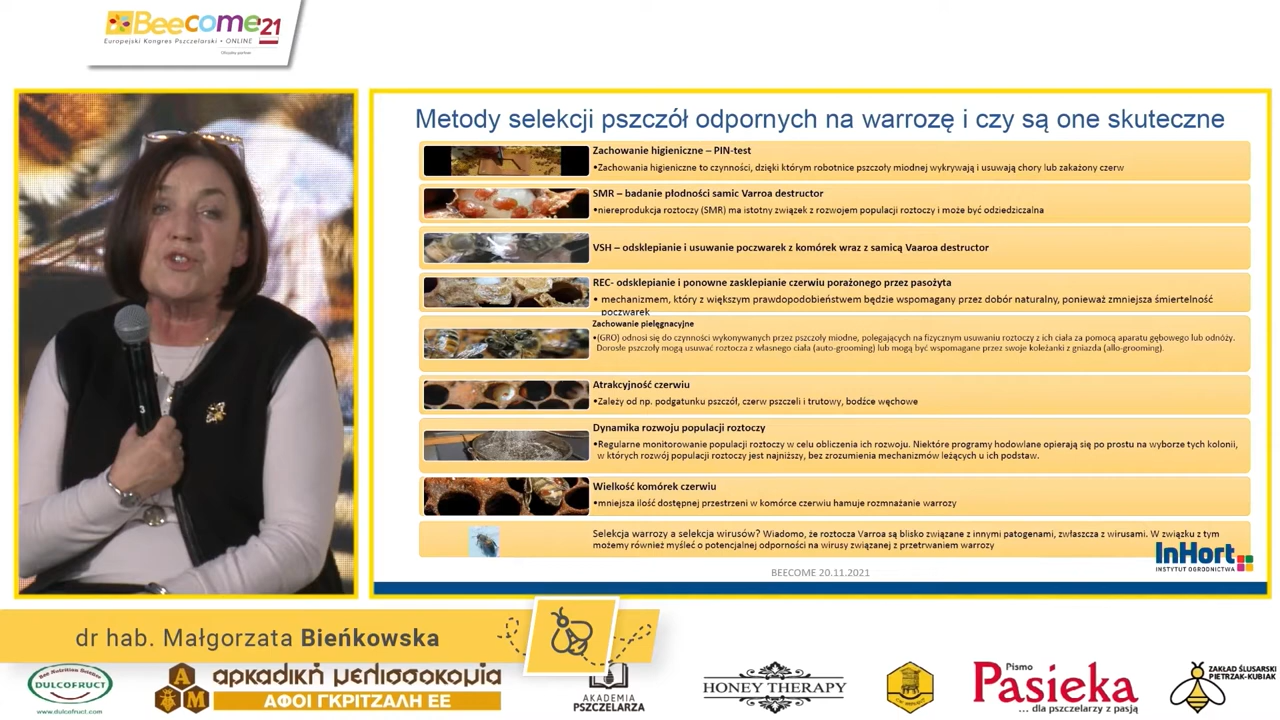 Beecome'21
Europejski Kongres Pszczelarski • ONLINE
Metody selekcji pszczół odpornych na warrozę i czy są one skuteczne
Zachowanie higieniczne – PIN-test
•Zachowania higieniczne to czynności, dzięki którym robotnice pszczoły miodnej wykrywają i usuwają chory lub zakażony czerw
SMR – badanie płodności samic Varroa destructor
•niereprodukcja roztoczy (SMR) ma istotny związek z rozwojem populacji roztoczy i może być odziedziczalna
VSH – odsklepianie i usuwanie poczwarek z komórek wraz z samicą Vaaroa destructor
REC- odsklepianie i ponowne zasklepianie czerwiu porażonego przez pasożyta
• mechanizmem, który z większym prawdopodobieństwem będzie wspomagany przez dobór naturalny, ponieważ zmniejsza śmiertelność
poczwarek
Zachowanie pielęgnacyjne
•(GRO) odnosi się do czynności wykonywanych przez pszczoły miodne, polegających na fizycznym usuwaniu roztoczy z ich ciała za pomocą aparatu gębowego lub odnóży.
Dorosłe pszczoły mogą usuwać roztocza z własnego ciała (auto-grooming) lub mogą być wspomagane przez swoje koleżanki z gniazda (allo-grooming).
Atrakcyjność czerwiu
•Zależy od np. podgatunku pszczół, czerw pszczeli i trutowy, bodźce węchowe
Dynamika rozwoju populacji roztoczy
•Regularne monitorowanie populacji roztoczy w celu obliczenia ich rozwoju. Niektóre programy hodowlane opierają się po prostu na wyborze tych kolonii,
w których rozwój populacji roztoczy jest najniższy, bez zrozumienia mechanizmów leżących u ich podstaw.
Wielkość komórek czerwiu
•mniejsza ilość dostępnej przestrzeni w komórce czerwiu hamuje rozmnażanie warrozy
Selekcja warrozy a selekcja wirusów? Wiadomo, że roztocza Varroa są blisko związane z innymi patogenami, zwłaszcza z wirusami. W związku z tym
możemy również myśleć o potencjalnej odporności na wirusy związanej z przetrwaniem warrozy
InHort
INSTYTUT OGRODNICTWA
BEECOME 20.11.2021
3
dr hab. Małgorzata Bieńkowska
Bee Nutrition Science
DULCOFRUCT
www.dulcofruct.com
A
M
αρκαδική μελισσοκομία
ΑΦΟΙ ΓΚΡΙΤΖΑΛΗ ΕΕ
AKADEMIA
PSZCZELARZA
HONEY THERAPY
Pismo
Pasieka
... dla pszczelarzy z pasją
ZAKŁAD ŚLUSARSKI
PIETRZAK-KUBIAK